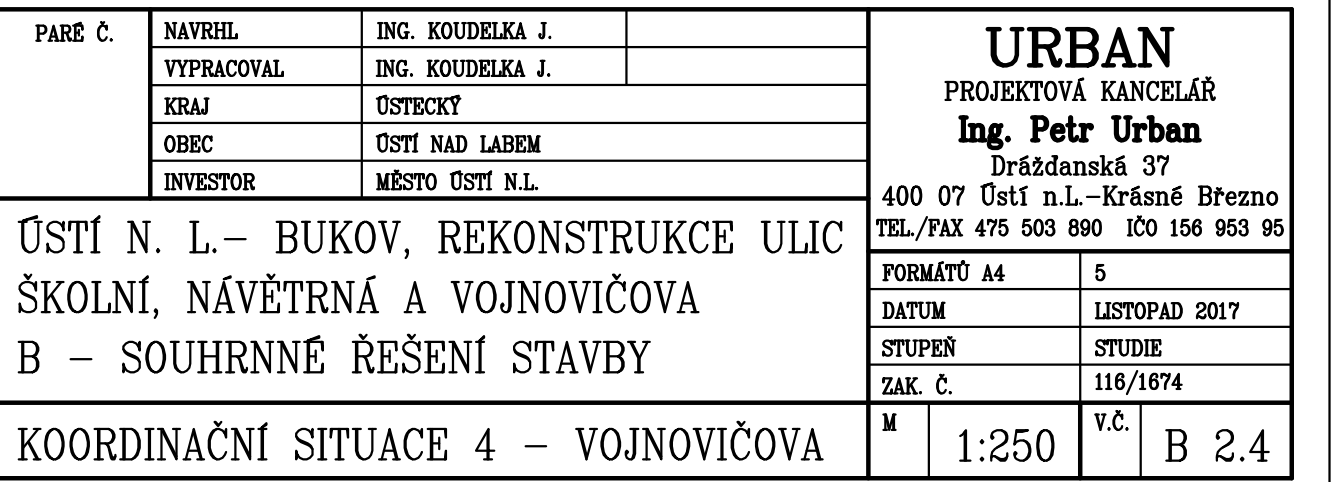 PARÉ Č.
NAVRHL ING. KOUDELKA J.
VYPRACOVAL ING. KOUDELKA J.
KRAJ ÚSTECKÝ
OBEC ÚSTÍ NAD LABEM
INVESTOR MĚSTO ÚSTÍ N.L.
URBAN
PROJEKTOVÁ KANCELÁŘ
Ing. Petr Urban
Drážďanská 37
400 07 Ústí n.L.-Krásné Březno
TEL./FAX 475 503 890 IČO 156 953 95
ÚSTÍ N. L.- BUKOV, REKONSTRUKCE ULIC
ŠKOLNÍ, NÁVĚTRNÁ A VOJNOVIČOVA
B - SOUHRNNÉ ŘEŠENÍ STAVBY
FORMÁTŮ A4 5
DATUM LISTOPAD 2017
STUPEŇ STUDIE
ZAK. Č. 116/1674
KOORDINAČNÍ SITUACE 4 - VOJNOVIČOVA
M 1:250 V.Č. B 2.4